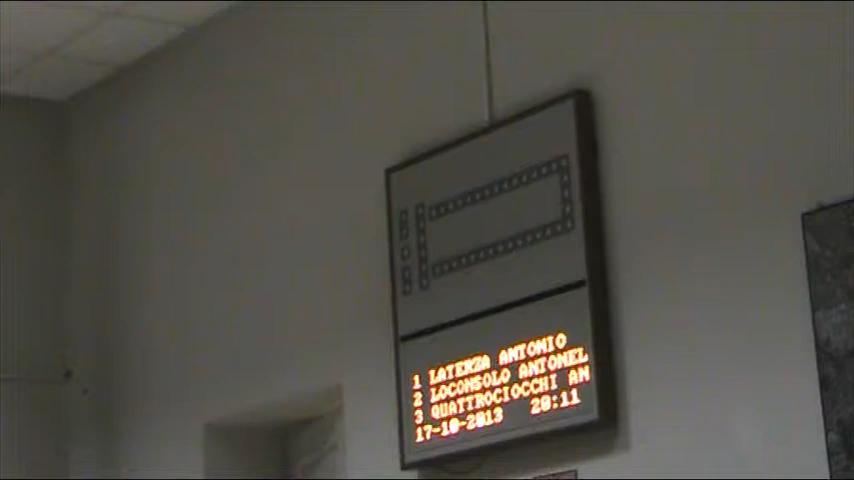 1 LATERZA ANTONIO
2 LOCONSOLO ANTONEL
3 QUATTROCIOCCHI AN
17-10-2013 20:11